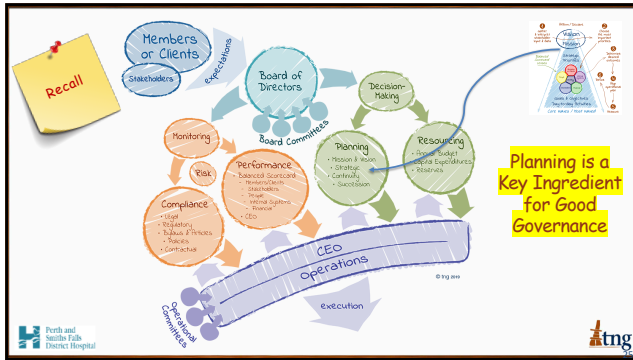 Recall
Members
or Clients
Stakeholders
expectations
Board of
Directors
Board Committees
Decision-
Making
Monitoring
Risk
Performance
• Balanced Scorecard
- Members/Clients
- Stakeholders
- People
- Internal Systems
- Financial
• CEO
Compliance
• Legal
• Regulatory
• Bylaws & Articles
• Policies
• Contractual
Planning
• Mission & Vision
• Strategic
• Continuity
• Succession
Resourcing
• Annual Budget
• Capital Expenditures
• Reserves
CEO
Operations
Operational
Committees
execution
© tng 2019
Vision
Mission
Planning is a
Key Ingredient
for Good
Governance
Perth and
Smiths Falls
District Hospital
tng